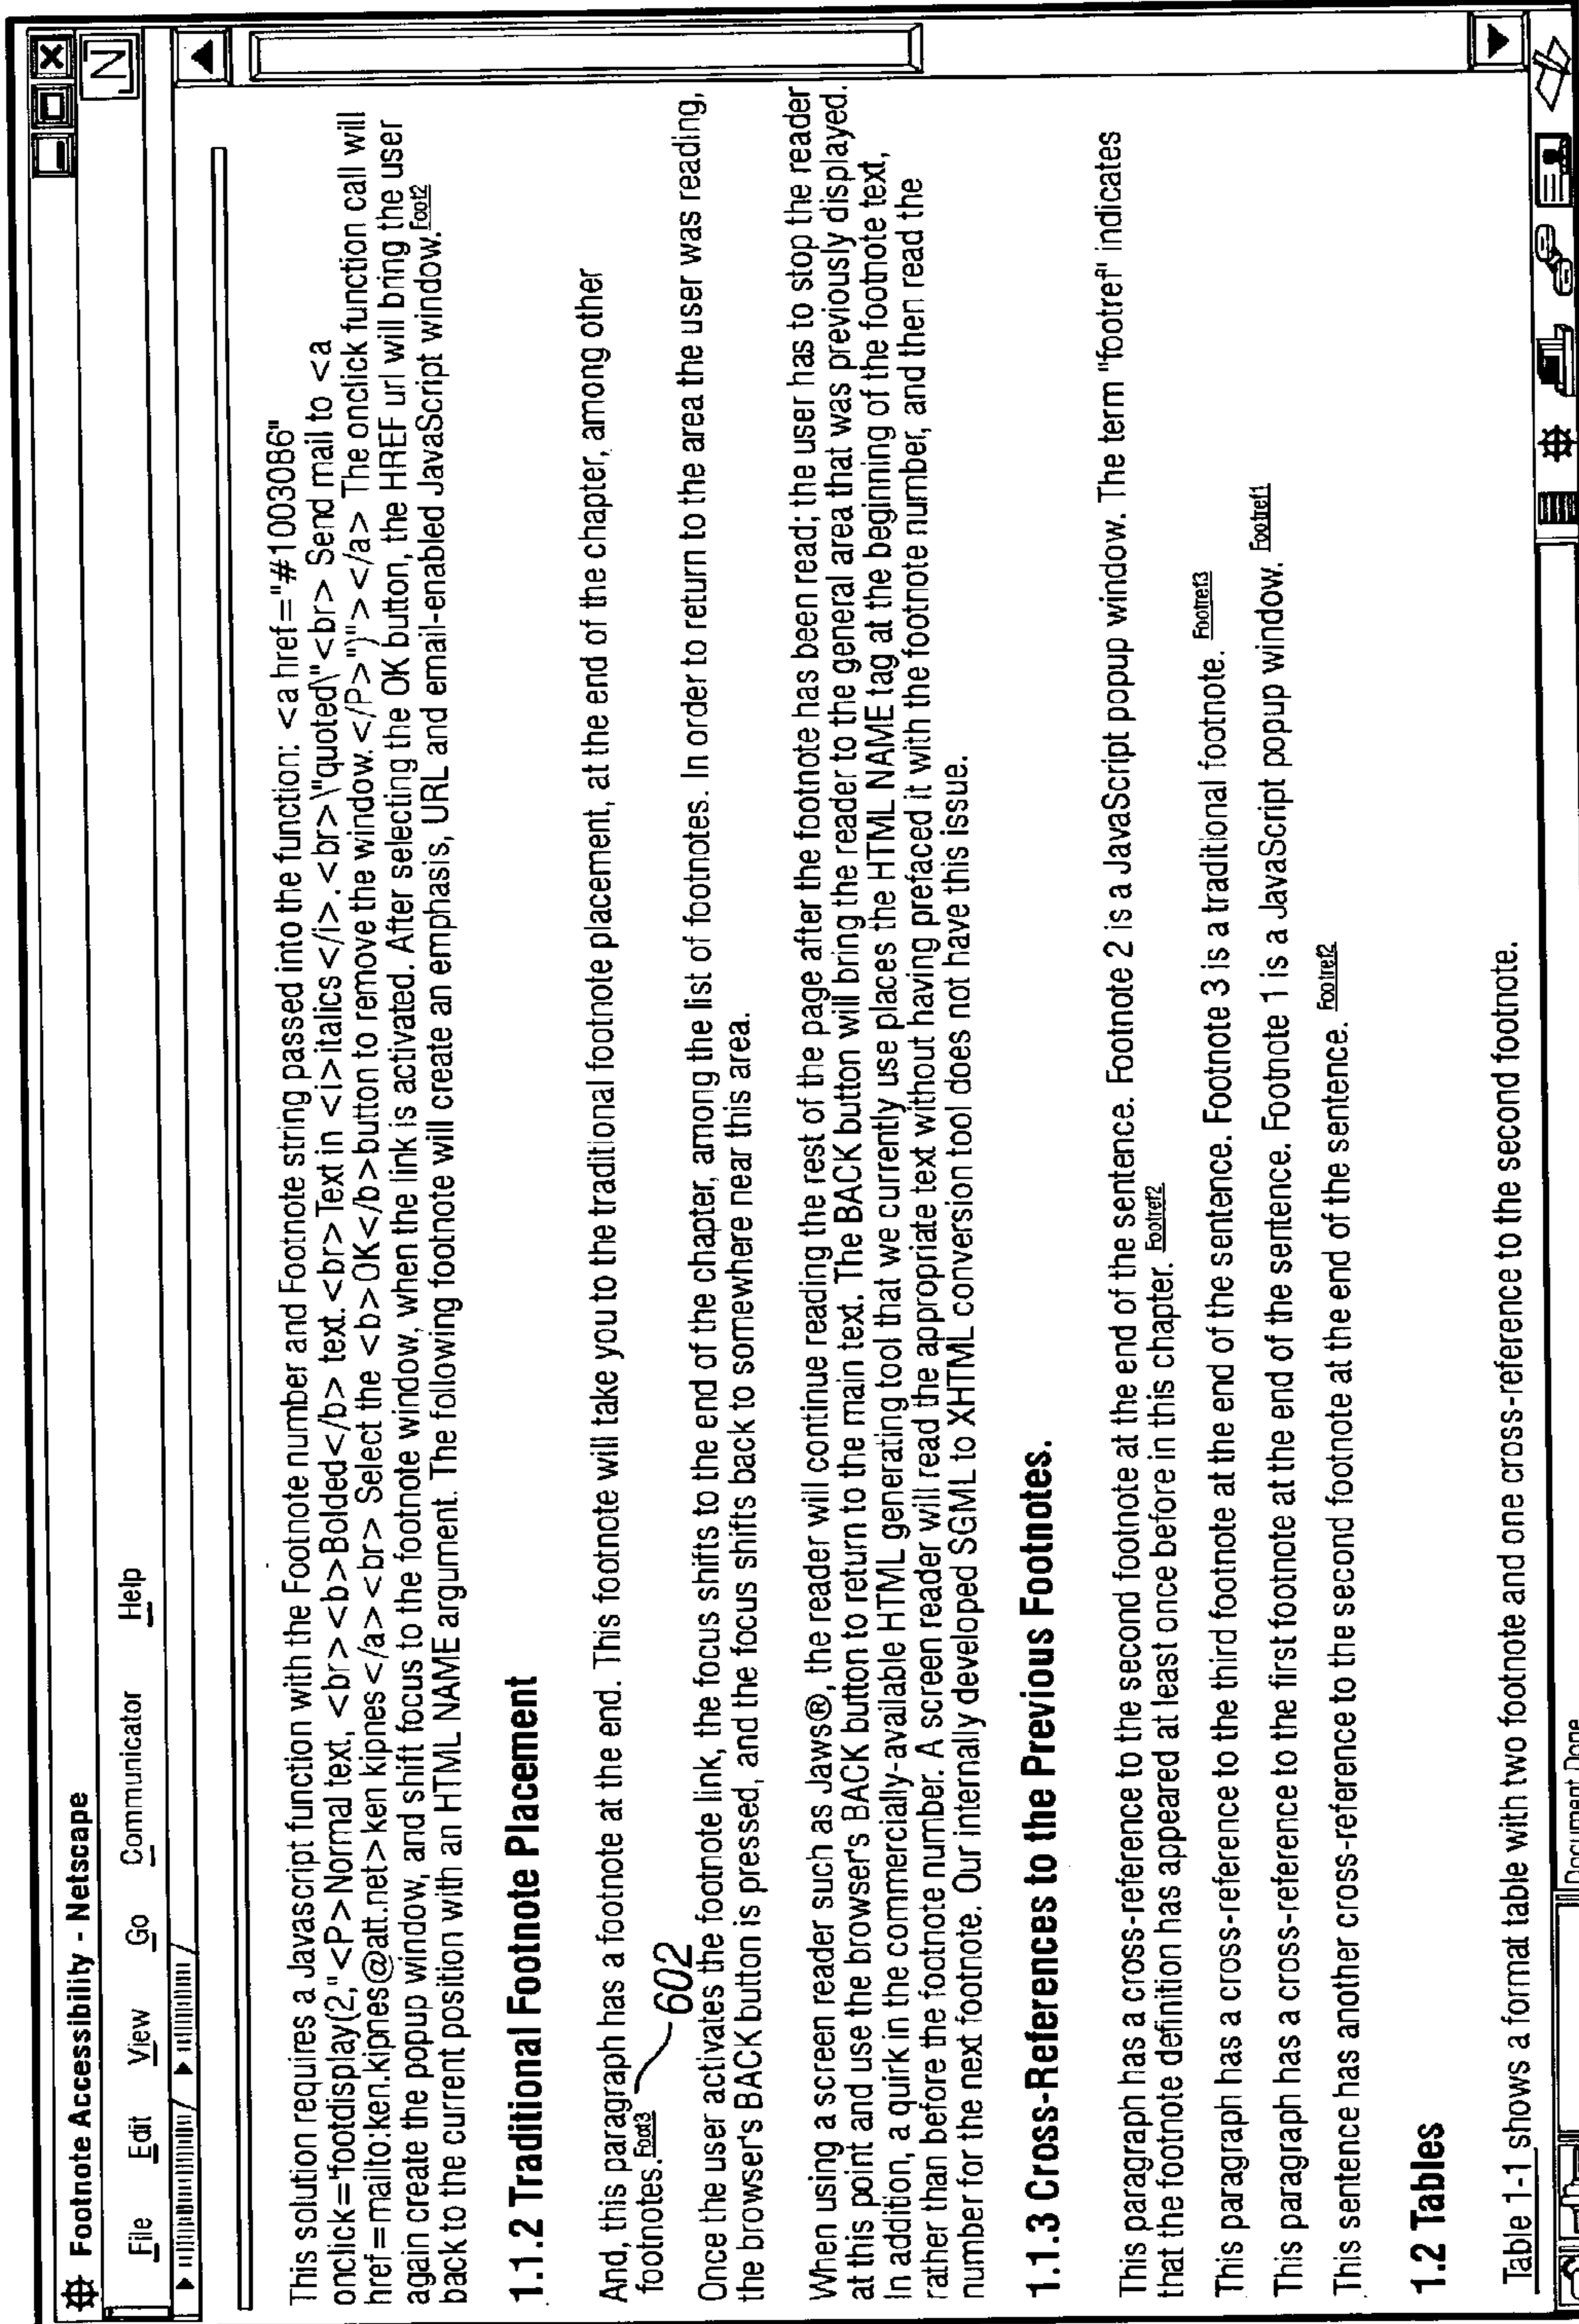 Footnote Accessibility - Netscape
File Edit View Go Communicator Help
N
This solution requires a Javascript function with the Footnote number and Footnote string passed into the function: <a href="#1003086"
onclick='footdisplay(2,"<P>Normal text, <br><b>Bolded</b> text.<br>Text in <i>italics</i>.<br>\"quoted\"<br> Send mail to <a
href=mailto:ken.kipnes@att.net>ken kipnes</a><br> Select the <b>OK</b>button to remove the window.</P>")"></a> The onclick function call will
again create the popup window, and shift focus to the footnote window, when the link is activated. After selecting the OK button, the HREF url will bring the user
back to the current position with an HTML NAME argument. The following footnote will create an emphasis, URL and email-enabled JavaScript window.Foot2
1.1.2 Traditional Footnote Placement
And, this paragraph has a footnote at the end. This footnote will take you to the traditional footnote placement, at the end of the chapter, among other
footnotes.Foot3
602
Once the user activates the footnote link, the focus shifts to the end of the chapter, among the list of footnotes. In order to return to the area the user was reading,
the browser's BACK button is pressed, and the focus shifts back to somewhere near this area.
When using a screen reader such as Jaws®, the reader will continue reading the rest of the page after the footnote has been read; the user has to stop the reader
at this point and use the browser's BACK button to return to the main text. The BACK button will bring the reader to the general area that was previously displayed.
In addition, a quirk in the commercially-available HTML generating tool that we currently use places the HTML NAME tag at the beginning of the footnote text,
rather than before the footnote number. A screen reader will read the appropriate text without having prefaced it with the footnote number, and then read the
number for the next footnote. Our internally developed SGML to XHTML conversion tool does not have this issue.
1.1.3 Cross-References to the Previous Footnotes.
This paragraph has a cross-reference to the second footnote at the end of the sentence. Footnote 2 is a JavaScript popup window. The term "footref" indicates
that the footnote definition has appeared at least once before in this chapter. Footref2
This paragraph has a cross-reference to the third footnote at the end of the sentence. Footnote 3 is a traditional footnote. Footref3
This paragraph has a cross-reference to the first footnote at the end of the sentence. Footnote 1 is a JavaScript popup window. Footref1
This sentence has another cross-reference to the second footnote at the end of the sentence. Footref2
1.2 Tables
Table 1-1 shows a format table with two footnote and one cross-reference to the second footnote.
Document Done